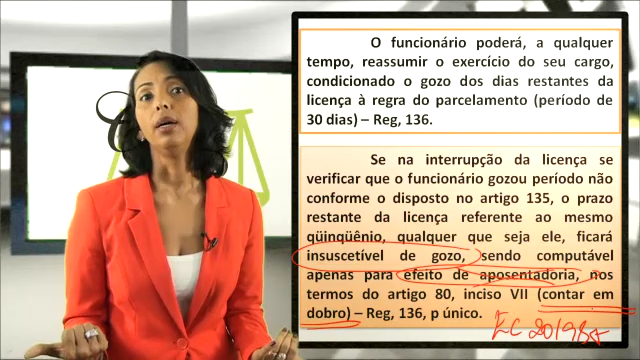 O funcionário poderá, a qualquer
tempo, reassumir o exercício do seu cargo,
condicionado o gozo dos dias restantes da
licença à regra do parcelamento (período de
30 dias) – Reg, 136.
Se na interrupção da licença se
verificar que o funcionário gozou período não
conforme o disposto no artigo 135, o prazo
restante da licença referente ao mesmo
qüinqüênio, qualquer que seja ele, ficará
insuscetível de gozo, sendo computável
apenas para efeito de aposentadoria, nos
termos do artigo 80, inciso VII (contar em
dobro) – Reg, 136, p único.
EC 20/98